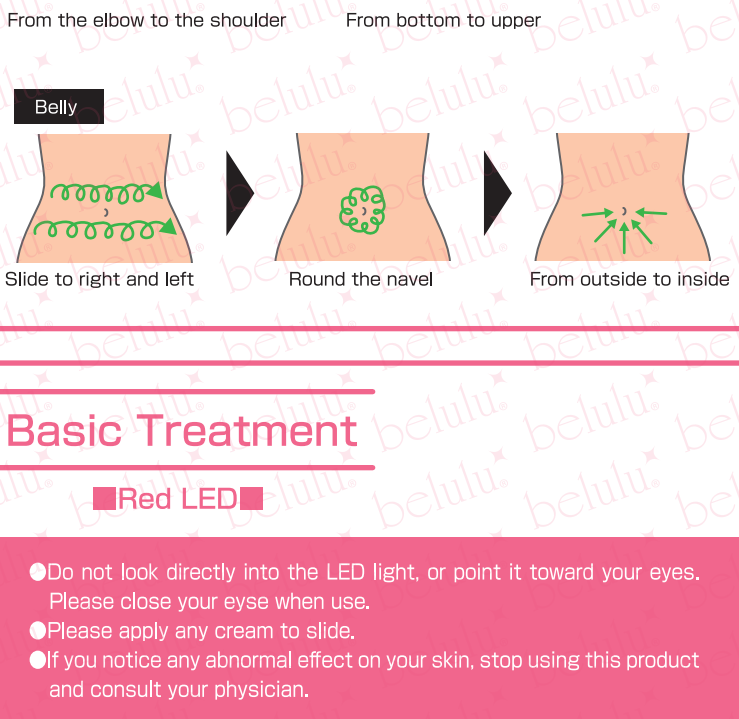 From the elbow to the shoulder
From bottom to upper
Belly
Slide to right and left
Round the navel
From outside to inside
Basic Treatment
■Red LED■
●Do not look directly into the LED light, or point it toward your eyes.
Please close your eyse when use.
●Please apply any cream to slide.
●If you notice any abnormal effect on your skin, stop using this product
and consult your physician.
belulu®